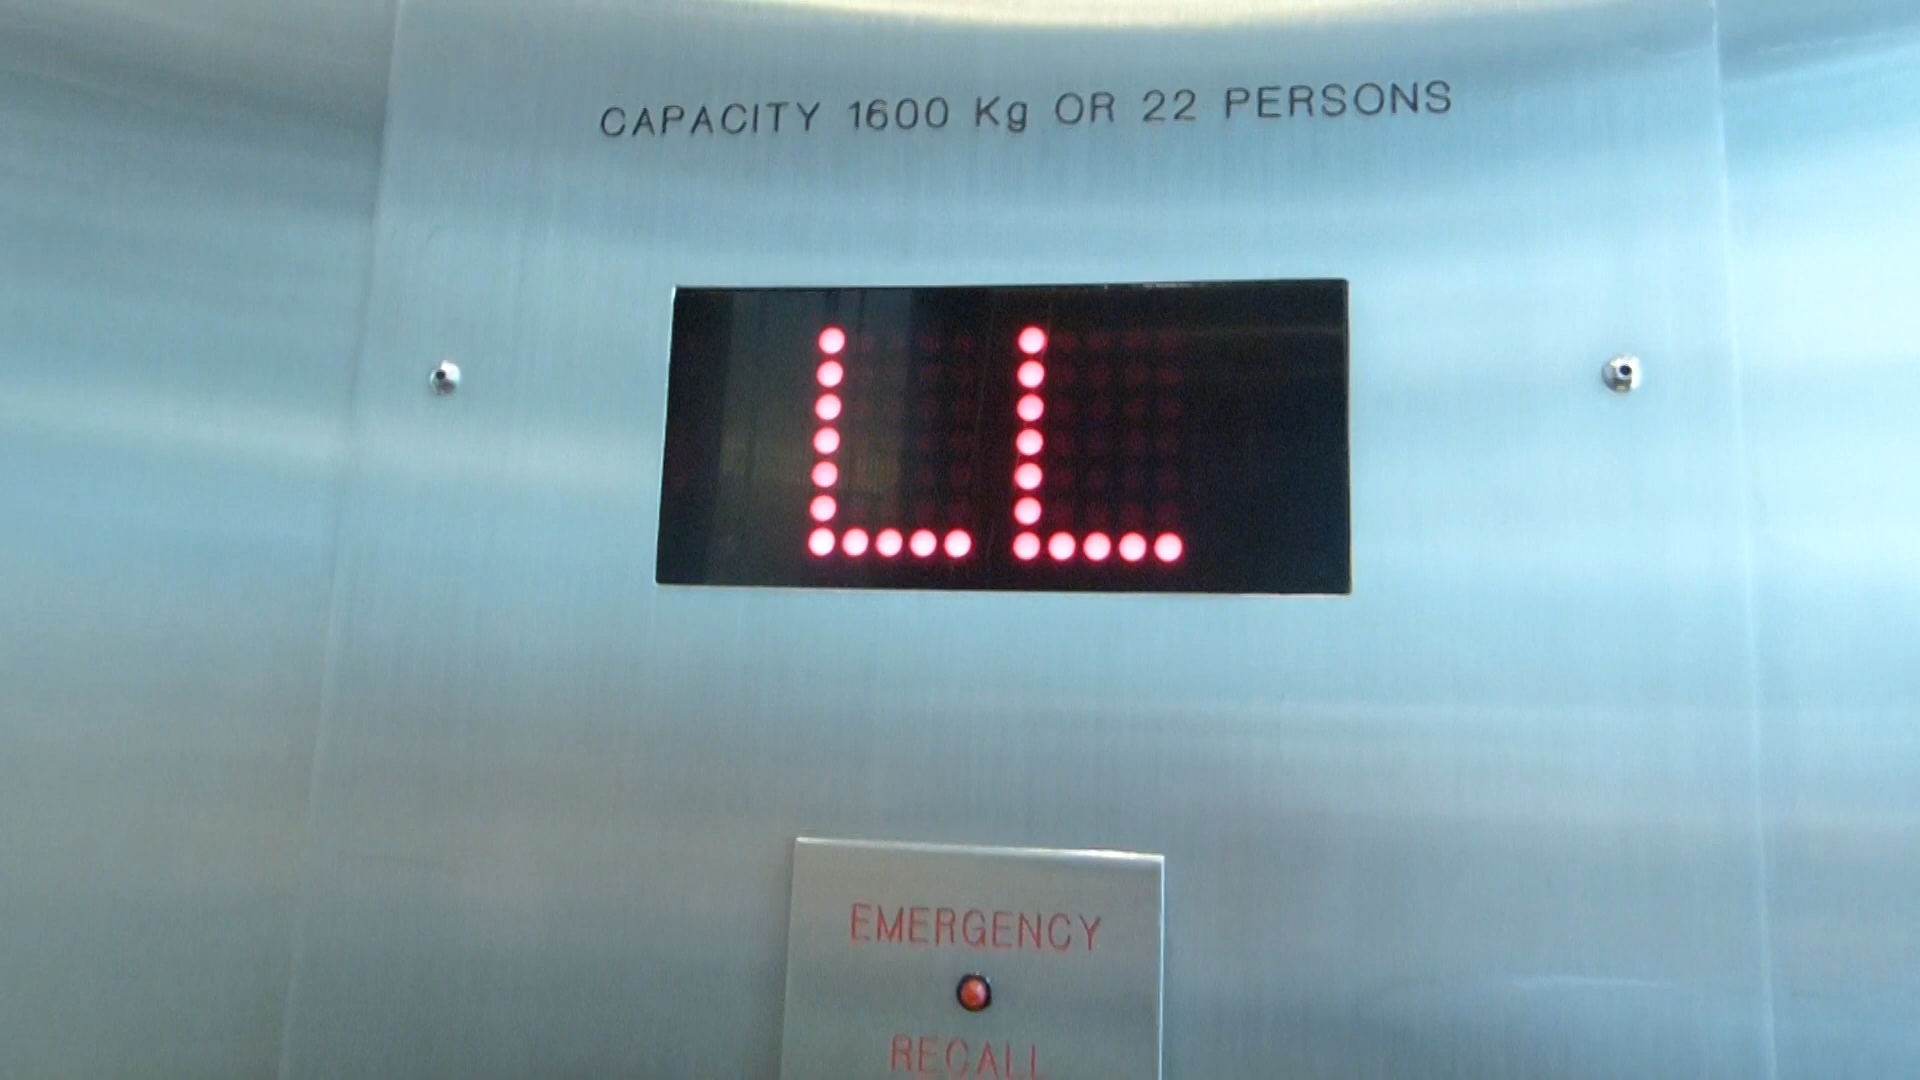 CAPACITY 1600 Kg OR 22 PERSONS
LL
EMERGENCY
RECALL